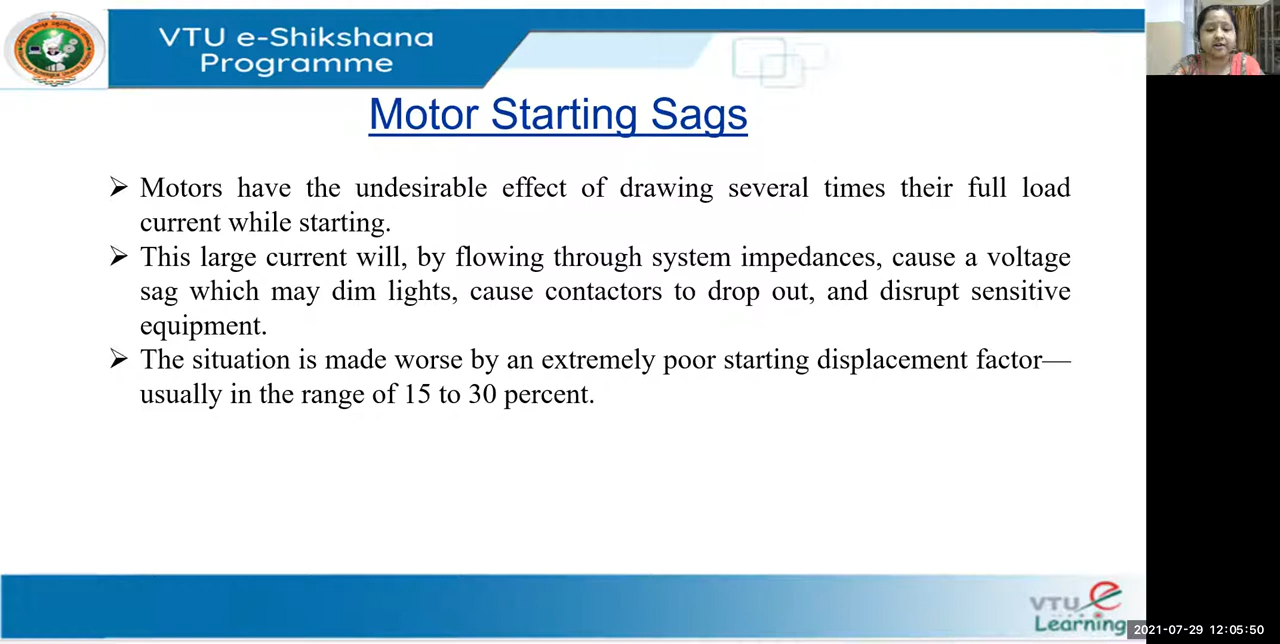 VTU e-Shikshana
Programme
Motor Starting Sags
➢ Motors have the undesirable effect of drawing several times their full load
current while starting.
➢ This large current will, by flowing through system impedances, cause a voltage
sag which may dim lights, cause contactors to drop out, and disrupt sensitive
equipment.
➢ The situation is made worse by an extremely poor starting displacement factor—
usually in the range of 15 to 30 percent.
VTU e
Learning
2021-07-29 12:05:50